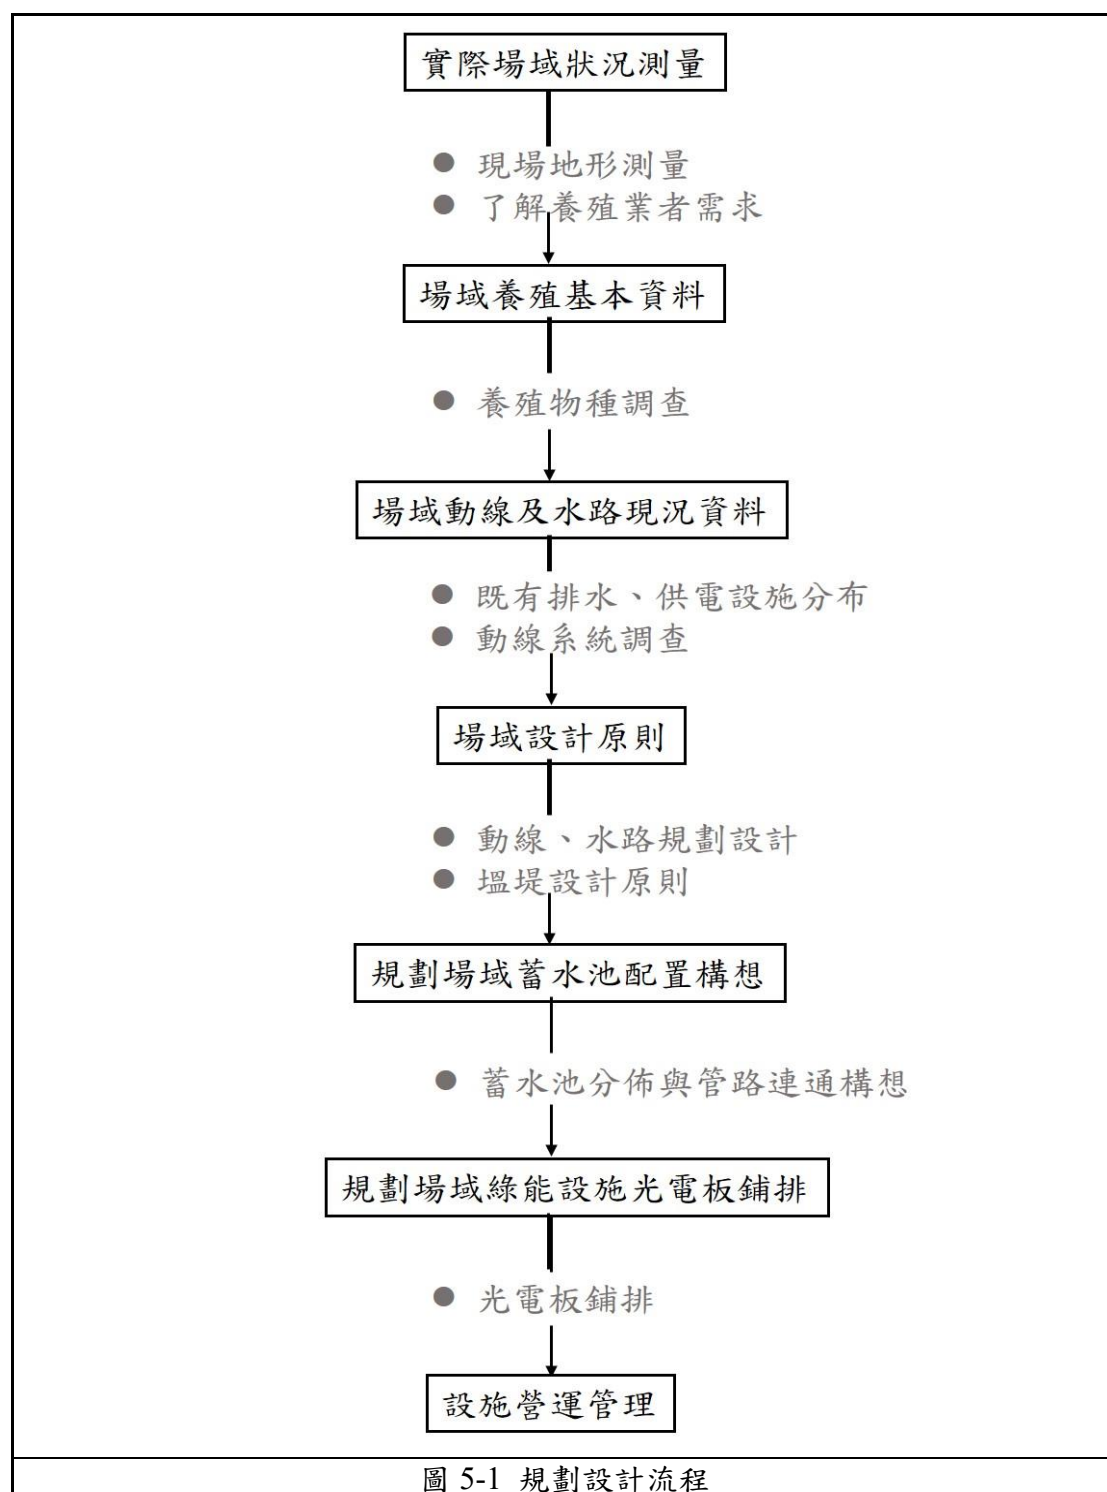 實際場域狀況測量
● 現場地形測量
● 了解養殖業者需求
場域養殖基本資料
● 養殖物種調查
場域動線及水路現況資料
● 既有排水、供電設施分布
● 動線系統調查
場域設計原則
● 動線、水路規劃設計
● 塭堤設計原則
規劃場域蓄水池配置構想
● 蓄水池分佈與管路連通構想
規劃場域綠能設施光電板鋪排
● 光電板鋪排
設施營運管理
圖 5-1 規劃設計流程